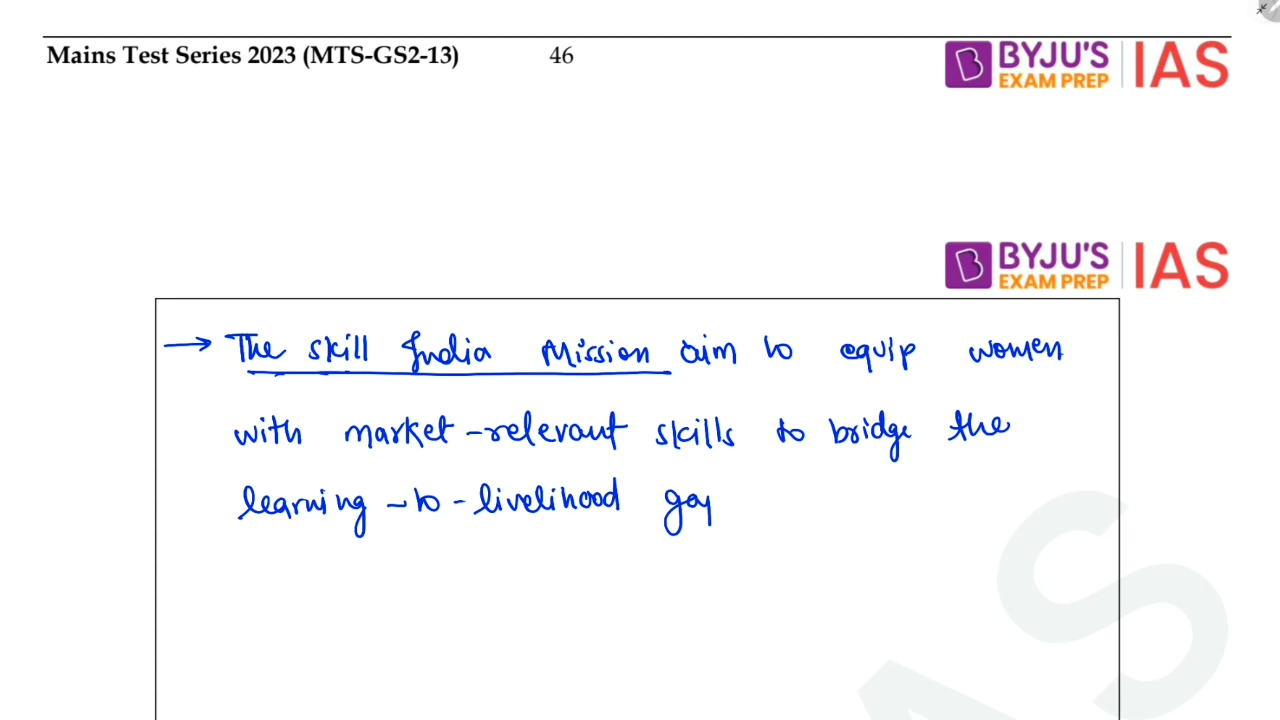 Mains Test Series 2023 (MTS-GS2-13) 46 BYJU'S EXAM PREP IAS
BYJU'S EXAM PREP IAS
→ The skill India Mission aim to equip women
with market-relevant skills to bridge the
learning-to-livelihood gap
AS